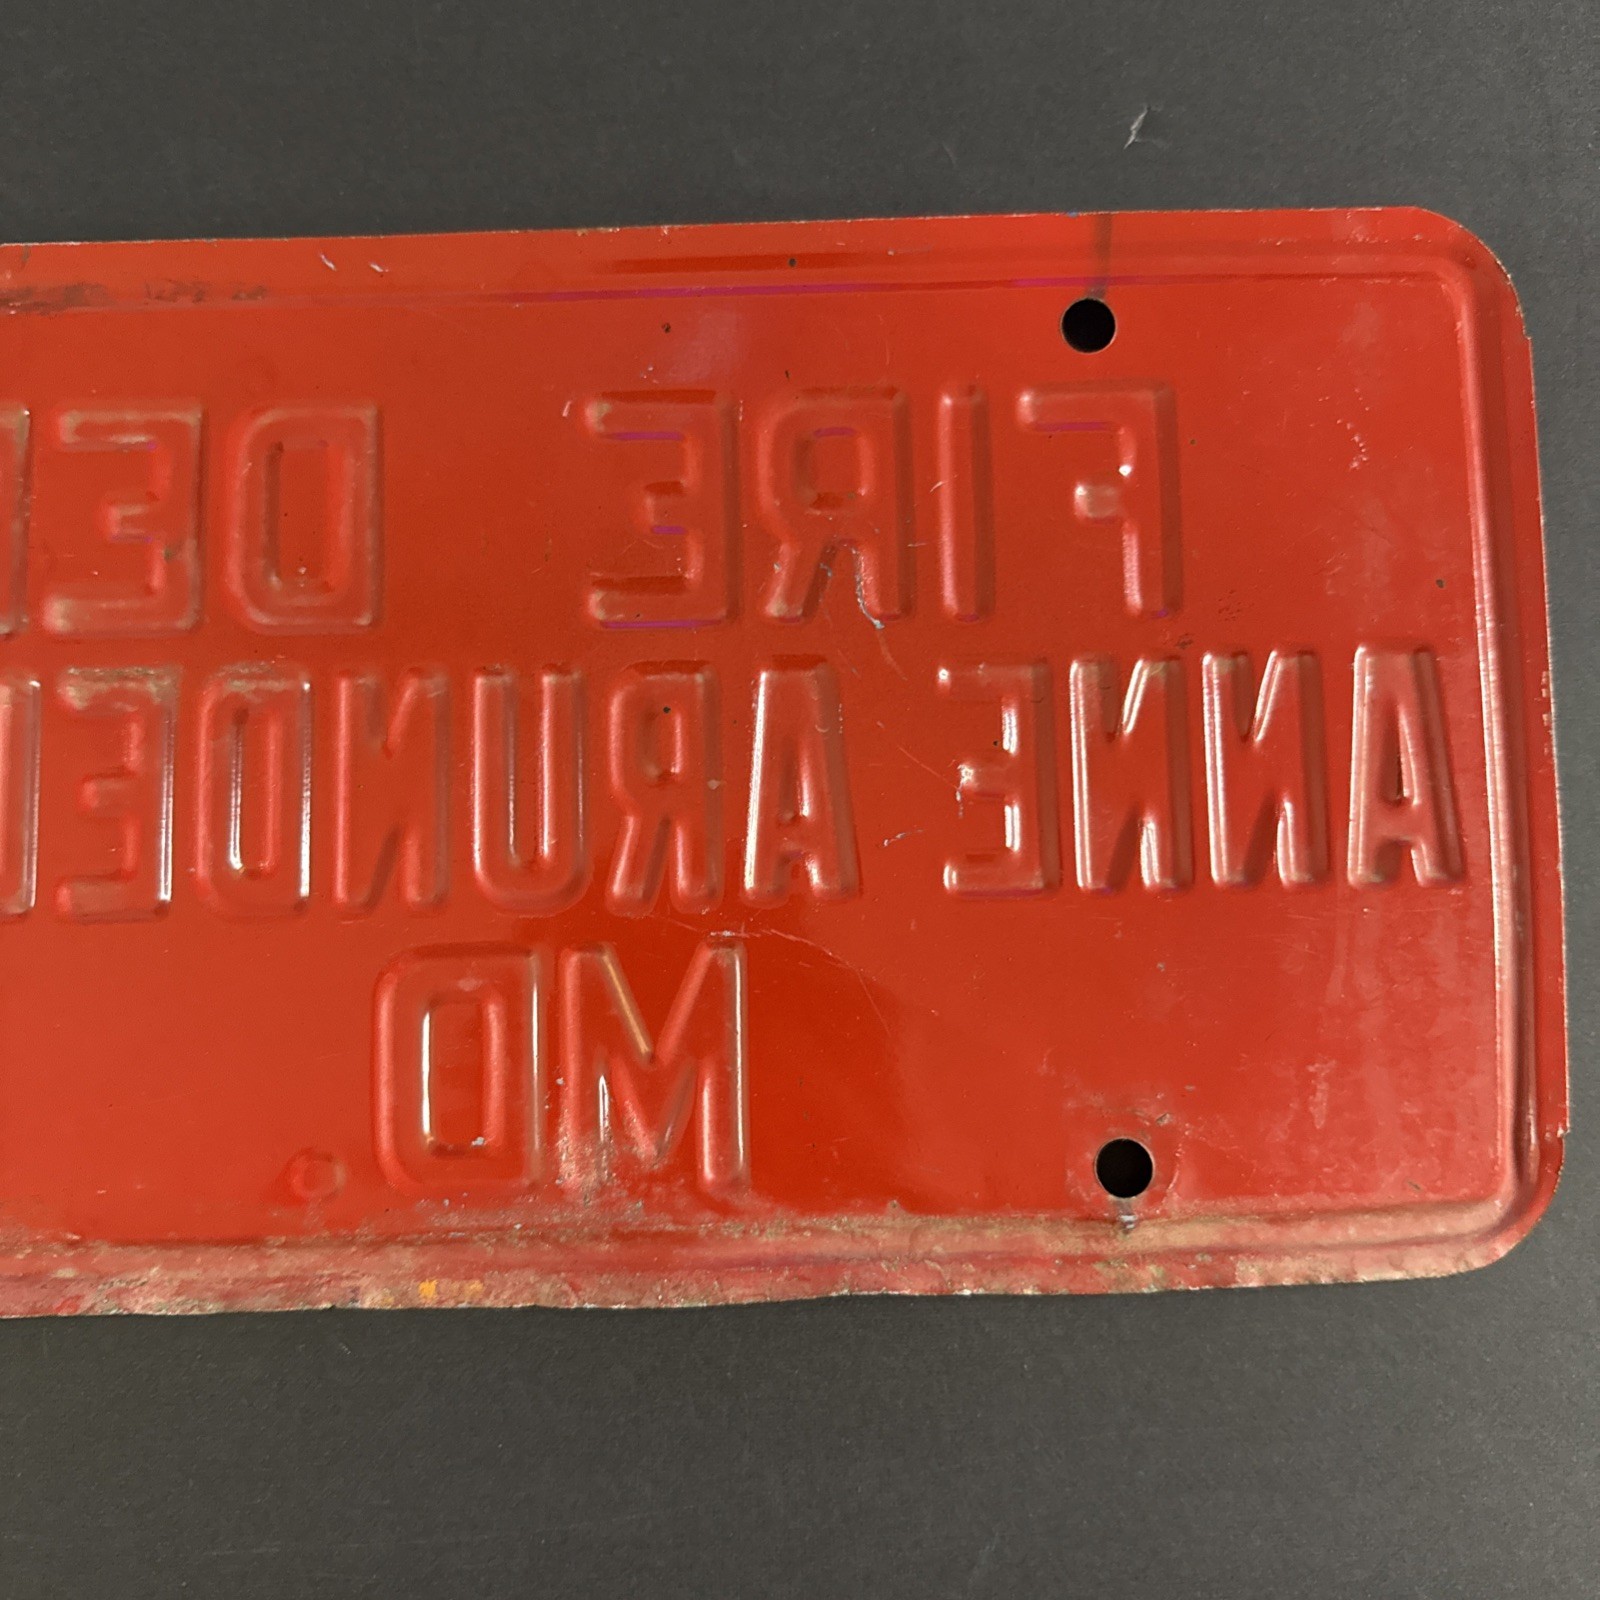 FIRE DE
ANNE ARUNDE
MD.